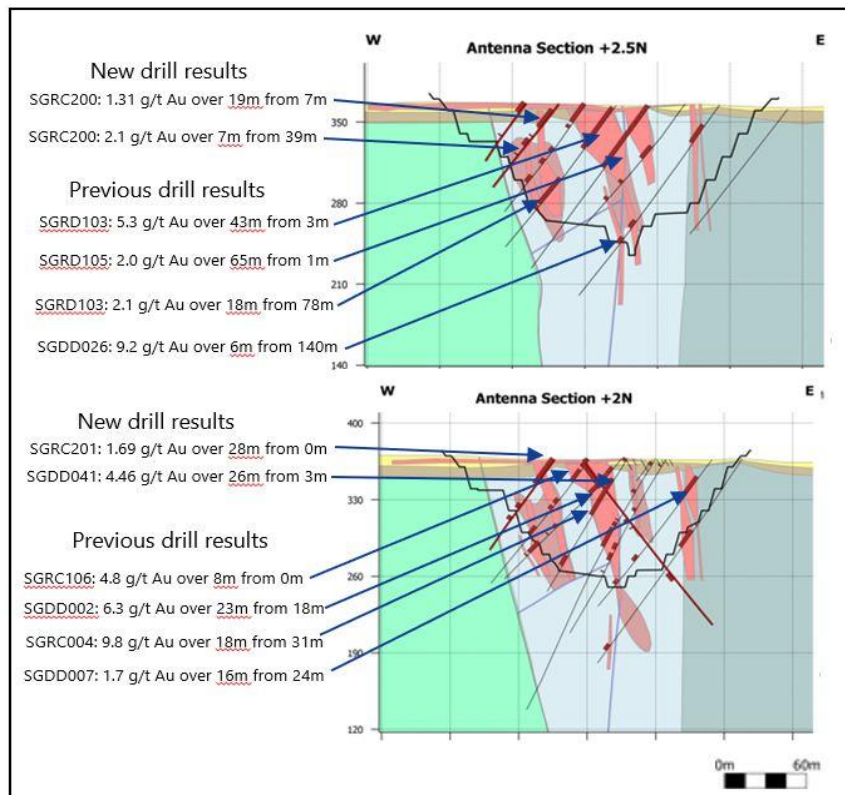 W
Antenna Section +2.5N
E
New drill results
SGRC200: 1.31 g/t Au over 19m from 7m
SGRC200: 2.1 g/t Au over 7m from 39m
Previous drill results
SGRD103: 5.3 g/t Au over 43m from 3m
SGRD105: 2.0 g/t Au over 65m from 1m
SGRD103: 2.1 g/t Au over 18m from 78m
SGDD026: 9.2 g/t Au over 6m from 140m
350
280
210
140
W
Antenna Section +2N
E
New drill results
SGRC201: 1.69 g/t Au over 28m from 0m
SGDD041: 4.46 g/t Au over 26m from 3m
Previous drill results
SGRC106: 4.8 g/t Au over 8m from 0m
SGDD002: 6.3 g/t Au over 23m from 18m
SGRC004: 9.8 g/t Au over 18m from 31m
SGDD007: 1.7 g/t Au over 16m from 24m
400
330
260
190
120
0m 60m